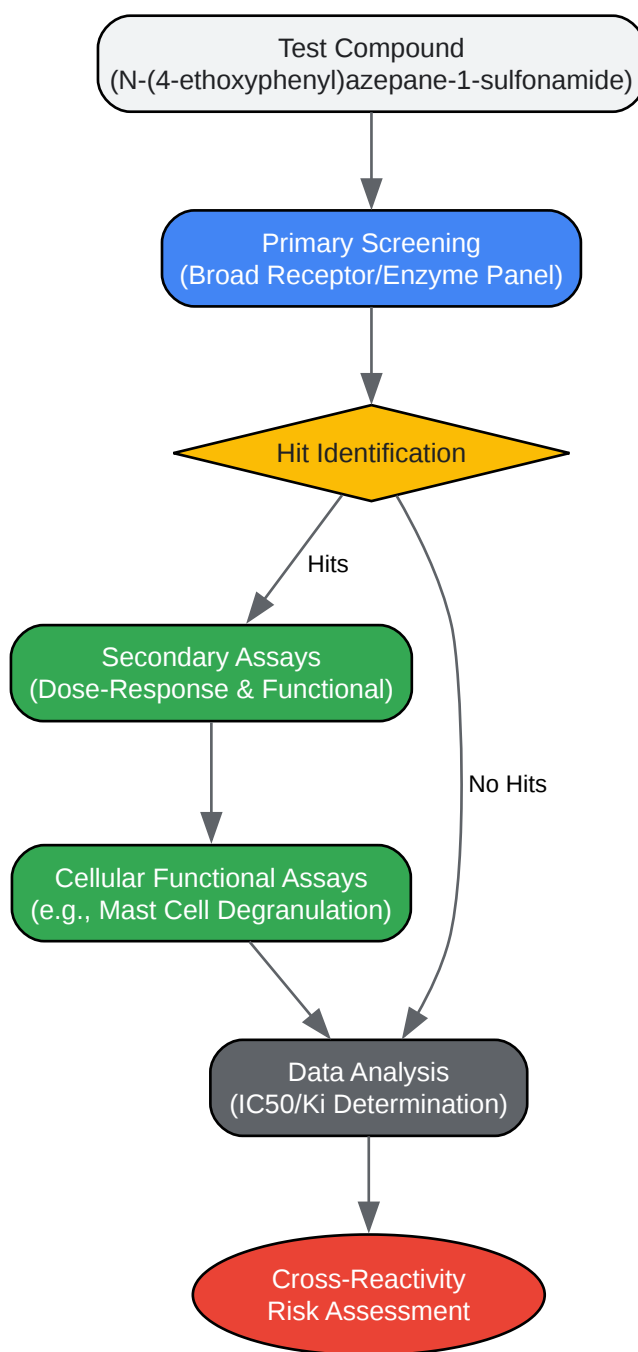 Test Compound
(N-(4-ethoxyphenyl)azepane-1-sulfonamide)
Primary Screening
(Broad Receptor/Enzyme Panel)
Hit Identification
Hits
Secondary Assays
(Dose-Response & Functional)
No Hits
Cellular Functional Assays
(e.g., Mast Cell Degranulation)
Data Analysis
(IC50/Ki Determination)
Cross-Reactivity
Risk Assessment